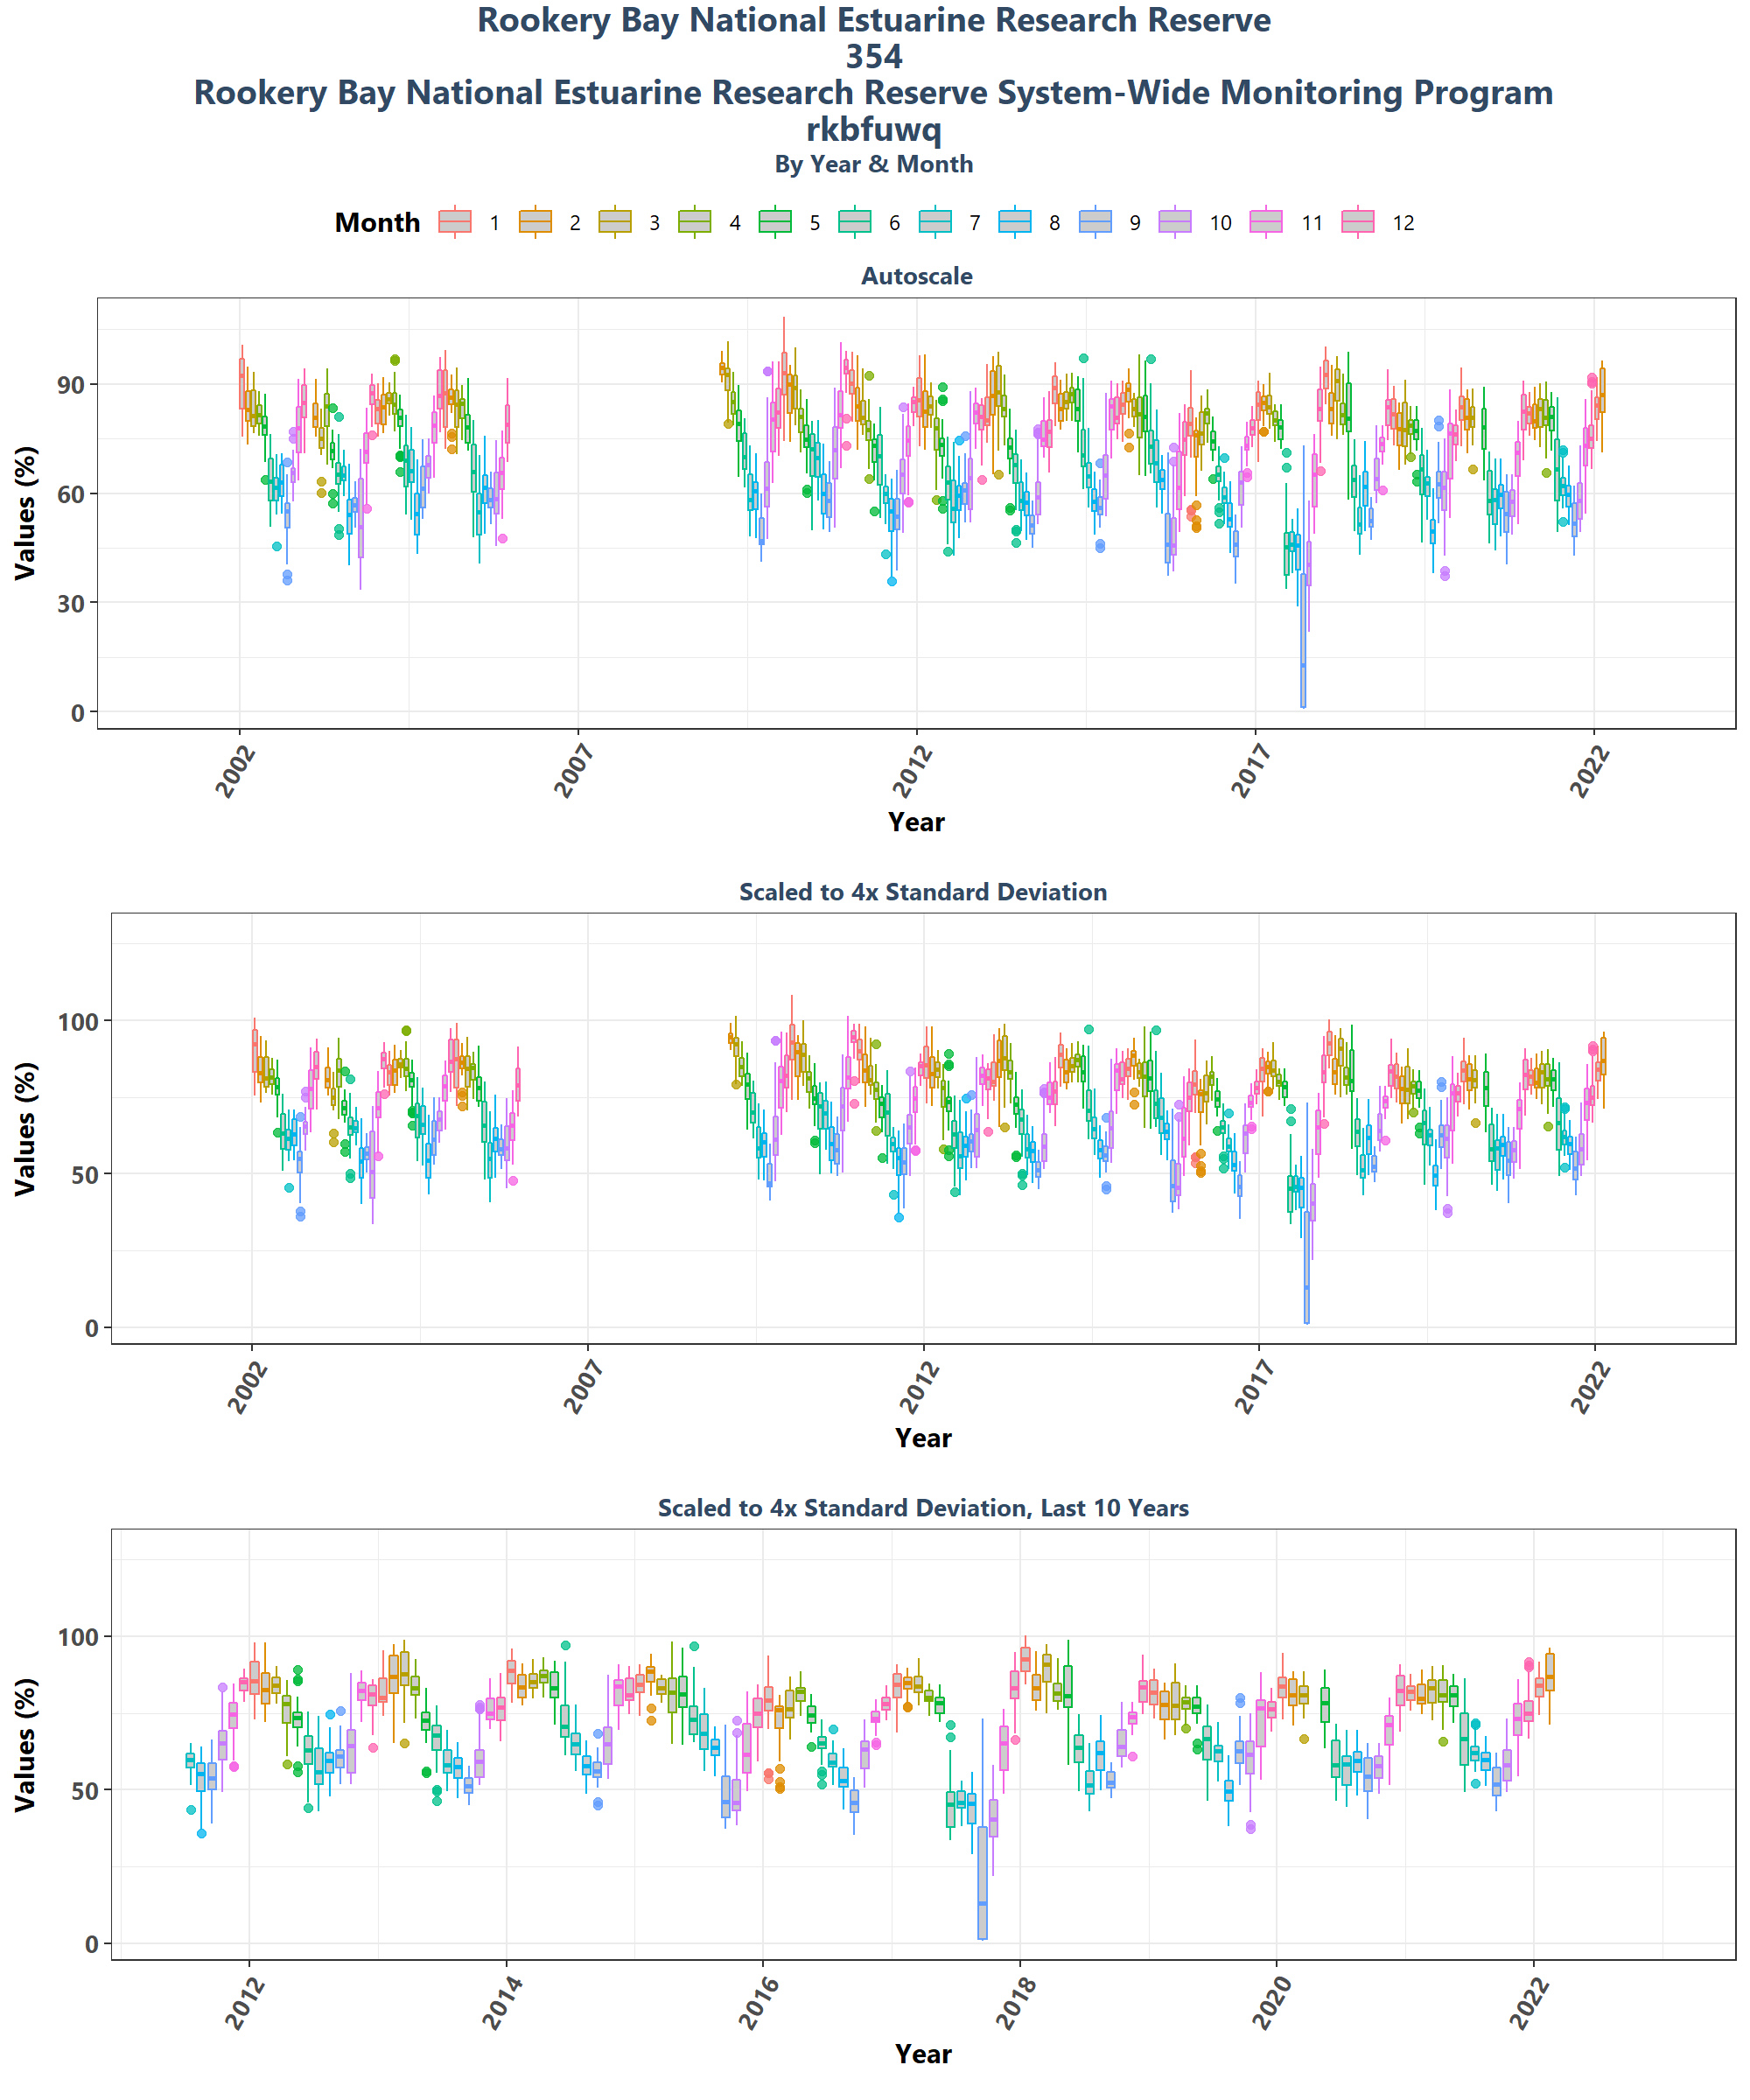 Rookery Bay National Estuarine Research Reserve
354
Rookery Bay National Estuarine Research Reserve System-Wide Monitoring Program
rkbfuwq
By Year & Month
Month 1 2 3 4 5 6 7 8 9 10 11 12
Autoscale
Values (%)
90
60
30
0
2002 2007 2012 2017 2022
Year
Scaled to 4x Standard Deviation
Values (%)
100
50
0
2002 2007 2012 2017 2022
Year
Scaled to 4x Standard Deviation, Last 10 Years
Values (%)
100
50
0
2012 2014 2016 2018 2020 2022
Year